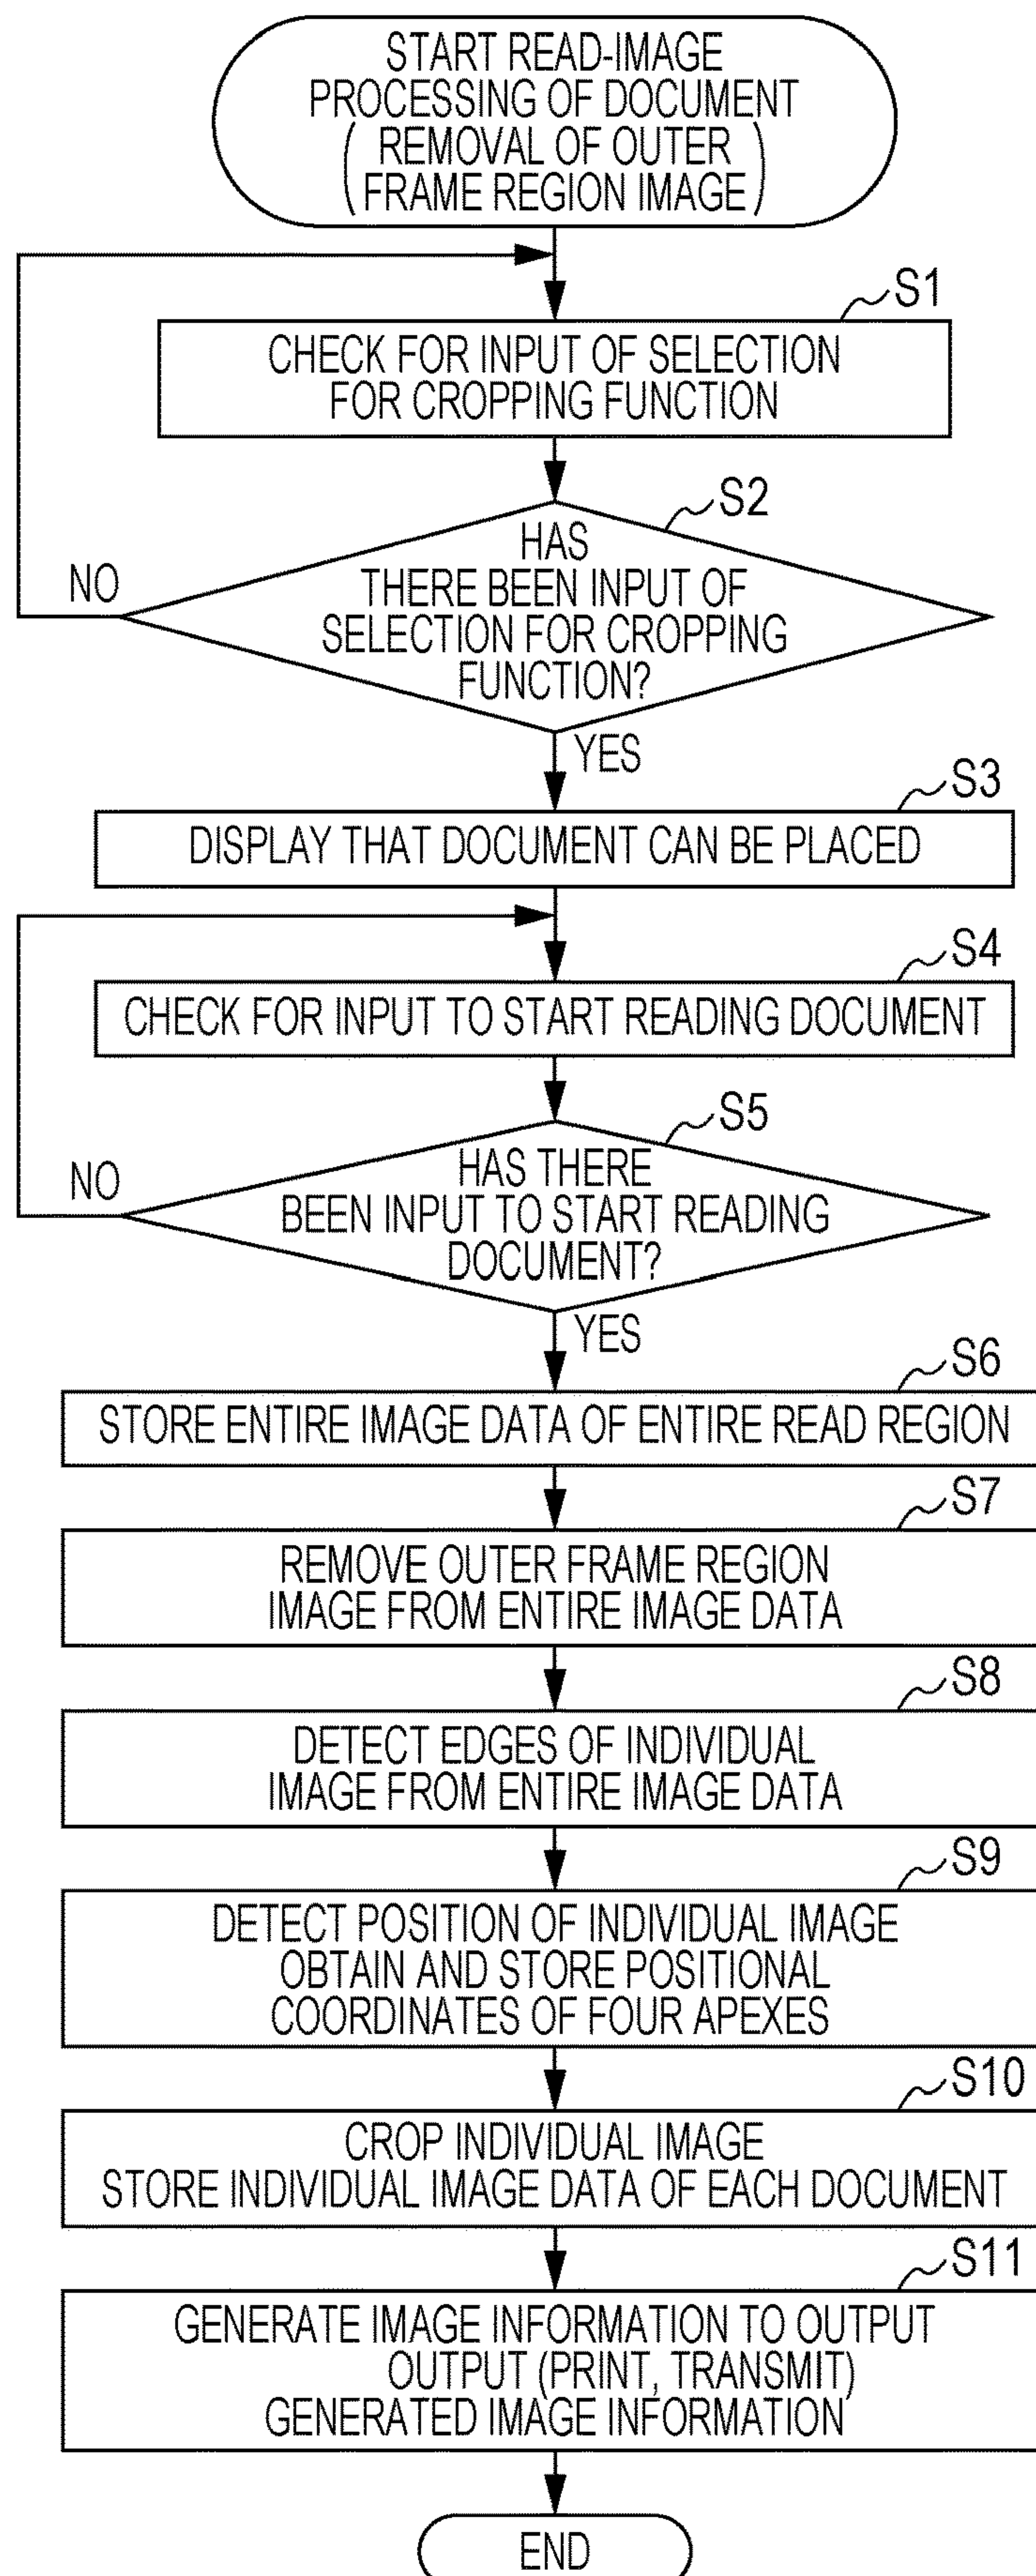 START READ-IMAGE
PROCESSING OF DOCUMENT
(REMOVAL OF OUTER
FRAME REGION IMAGE)
S1
CHECK FOR INPUT OF SELECTION
FOR CROPPING FUNCTION
S2
HAS
THERE BEEN INPUT OF
SELECTION FOR CROPPING
FUNCTION?
NO
YES
S3
DISPLAY THAT DOCUMENT CAN BE PLACED
S4
CHECK FOR INPUT TO START READING DOCUMENT
S5
HAS THERE
BEEN INPUT TO START READING
DOCUMENT?
NO
YES
S6
STORE ENTIRE IMAGE DATA OF ENTIRE READ REGION
S7
REMOVE OUTER FRAME REGION
IMAGE FROM ENTIRE IMAGE DATA
S8
DETECT EDGES OF INDIVIDUAL
IMAGE FROM ENTIRE IMAGE DATA
S9
DETECT POSITION OF INDIVIDUAL IMAGE
OBTAIN AND STORE POSITIONAL
COORDINATES OF FOUR APEXES
S10
CROP INDIVIDUAL IMAGE
STORE INDIVIDUAL IMAGE DATA OF EACH DOCUMENT
S11
GENERATE IMAGE INFORMATION TO OUTPUT
OUTPUT (PRINT, TRANSMIT)
GENERATED IMAGE INFORMATION
END